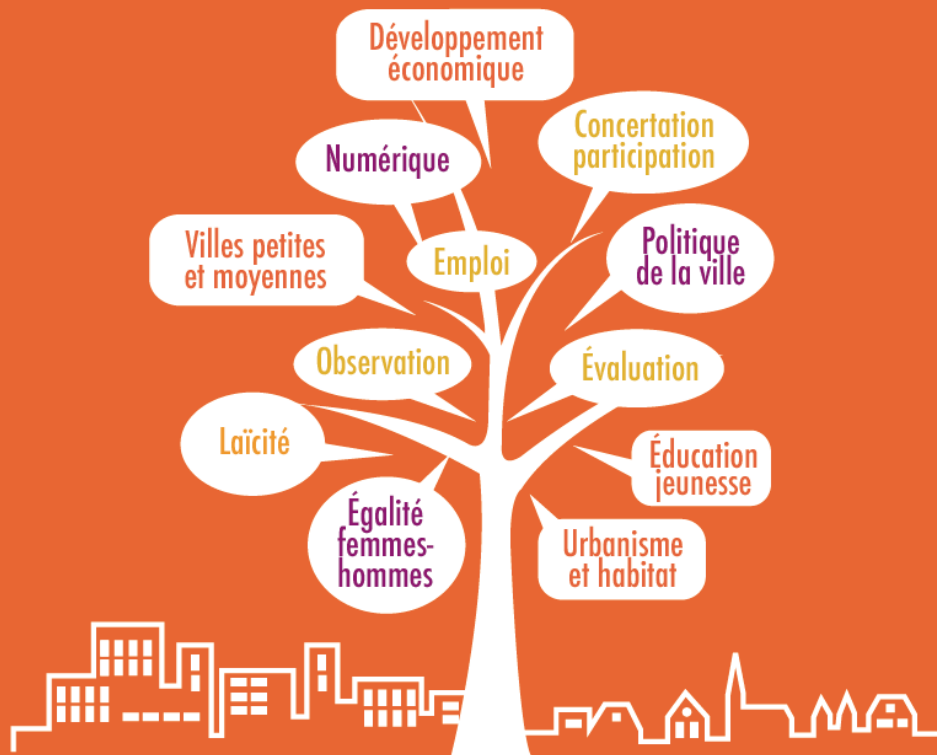 Développement
économique
Concertation
participation
Numérique
Villes petites
et moyennes
Emploi
Politique
de la ville
Observation
Évaluation
Laïcité
Éducation
jeunesse
Égalité
femmes-
hommes
Urbanisme
et habitat